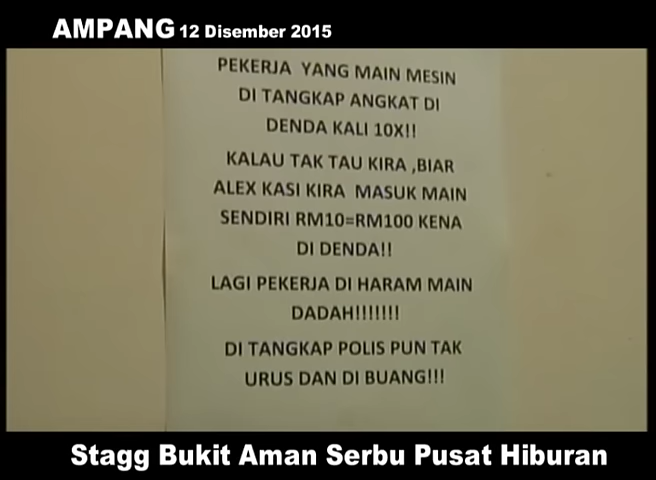 AMPANG 12 Disember 2015
PEKERJA YANG MAIN MESIN
DI TANGKAP ANGKAT DI
DENDA KALI 10X!!
KALAU TAK TAU KIRA ,BIAR
ALEX KASI KIRA MASUK MAIN
SENDIRI RM10=RM100 KENA
DI DENDA!!
LAGI PEKERJA DI HARAM MAIN
DADAH!!!!!!!
DI TANGKAP POLIS PUN TAK
URUS DAN DI BUANG!!!
Stagg Bukit Aman Serbu Pusat Hiburan